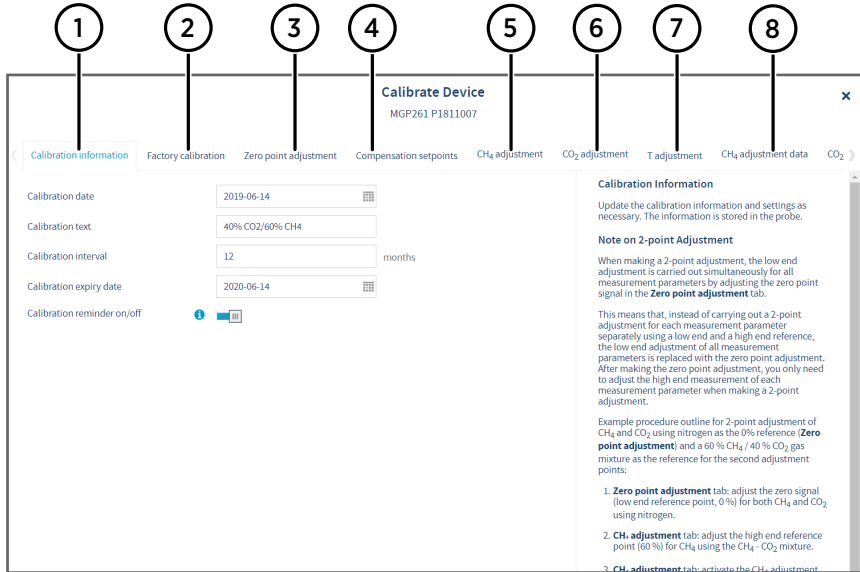 1 2 3 4 5 6 7 8
Calibrate Device
MGP261 P1811007
Calibration information Factory calibration Zero point adjustment Compensation setpoints CH₄ adjustment CO₂ adjustment T adjustment CH₄ adjustment data CO₂
Calibration date 2019-06-14
Calibration text 40% CO2/60% CH4
Calibration interval 12 months
Calibration expiry date 2020-06-14
Calibration reminder on/off
Calibration Information
Update the calibration information and settings as
necessary. The information is stored in the probe.
Note on 2-point Adjustment
When making a 2-point adjustment, the low end
adjustment is carried out simultaneously for all
measurement parameters by adjusting the zero point
signal in the Zero point adjustment tab.
This means that, instead of carrying out a 2-point
adjustment for each measurement parameter
separately using a low end and a high end reference,
the low end adjustment of all measurement
parameters is replaced with the zero point adjustment.
After making the zero point adjustment, you only need
to adjust the high end measurement of each
measurement parameter when making a 2-point
adjustment.
Example procedure outline for 2-point adjustment of
CH₄ and CO₂ using nitrogen as the 0% reference (Zero
point adjustment) and a 60 % CH₄ / 40 % CO₂ gas
mixture as the reference for the second adjustment
points:
1. Zero point adjustment tab: adjust the zero signal
(low end reference point, 0 %) for both CH₄ and CO₂
using nitrogen.
2. CH₄ adjustment tab: adjust the high end reference
point (60 %) for CH₄ using the CH₄ - CO₂ mixture.
3. CH₄ adjustment tab: activate the CH₄ adjustment